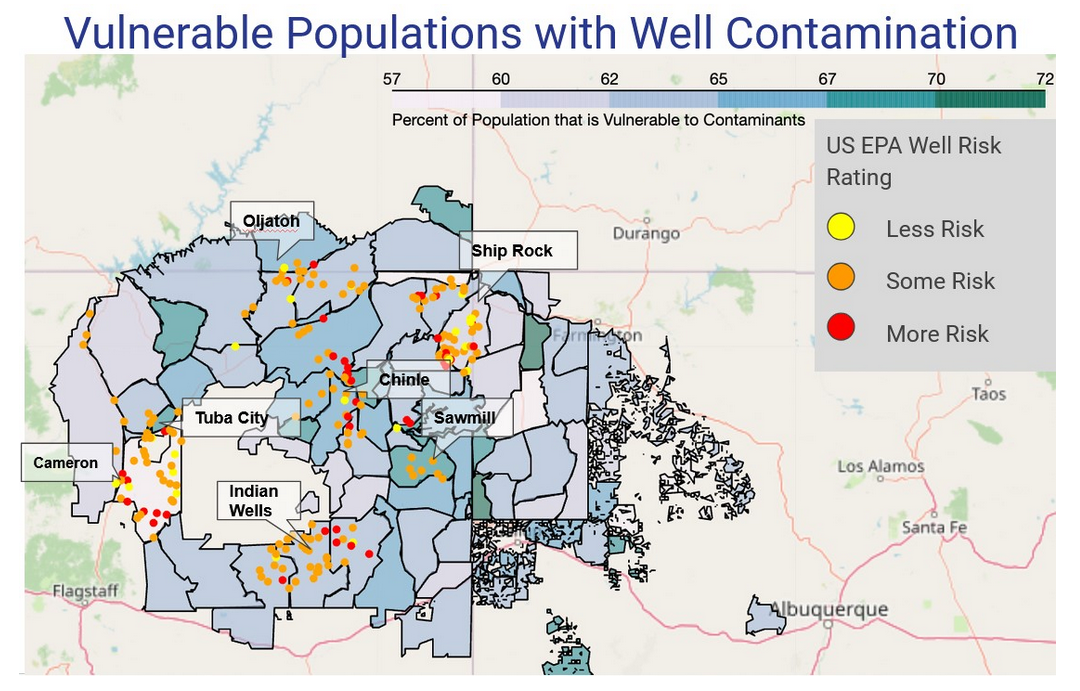 Vulnerable Populations with Well Contamination
57 60 62 65 67 70 72
Percent of Population that is Vulnerable to Contaminants
US EPA Well Risk
Rating
Less Risk
Some Risk
More Risk
Oljatoh
Durango
Ship Rock
Farmington
Chinle
Taos
Tuba City
Sawmill
Cameron
Los Alamos
Indian
Wells
Santa Fe
Flagstaff
Albuquerque